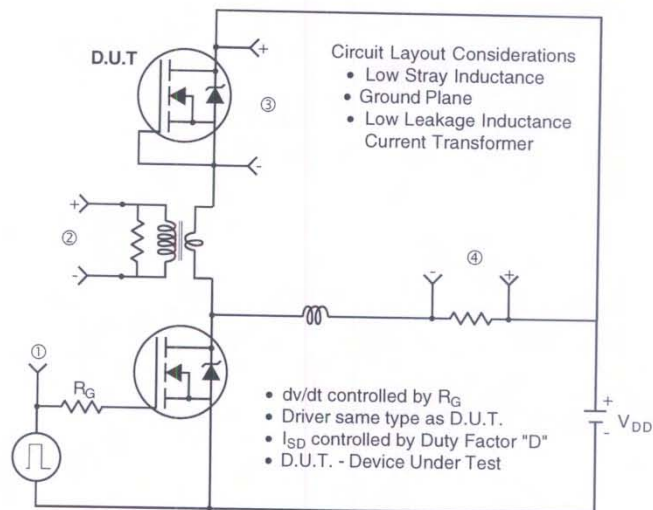 D.U.T
+
③
-
Circuit Layout Considerations
• Low Stray Inductance
• Ground Plane
• Low Leakage Inductance
Current Transformer
+
②
-
④
-
+
①
R_G
• dv/dt controlled by R_G
• Driver same type as D.U.T.
• I_SD controlled by Duty Factor "D"
• D.U.T. - Device Under Test
+
-
V_DD